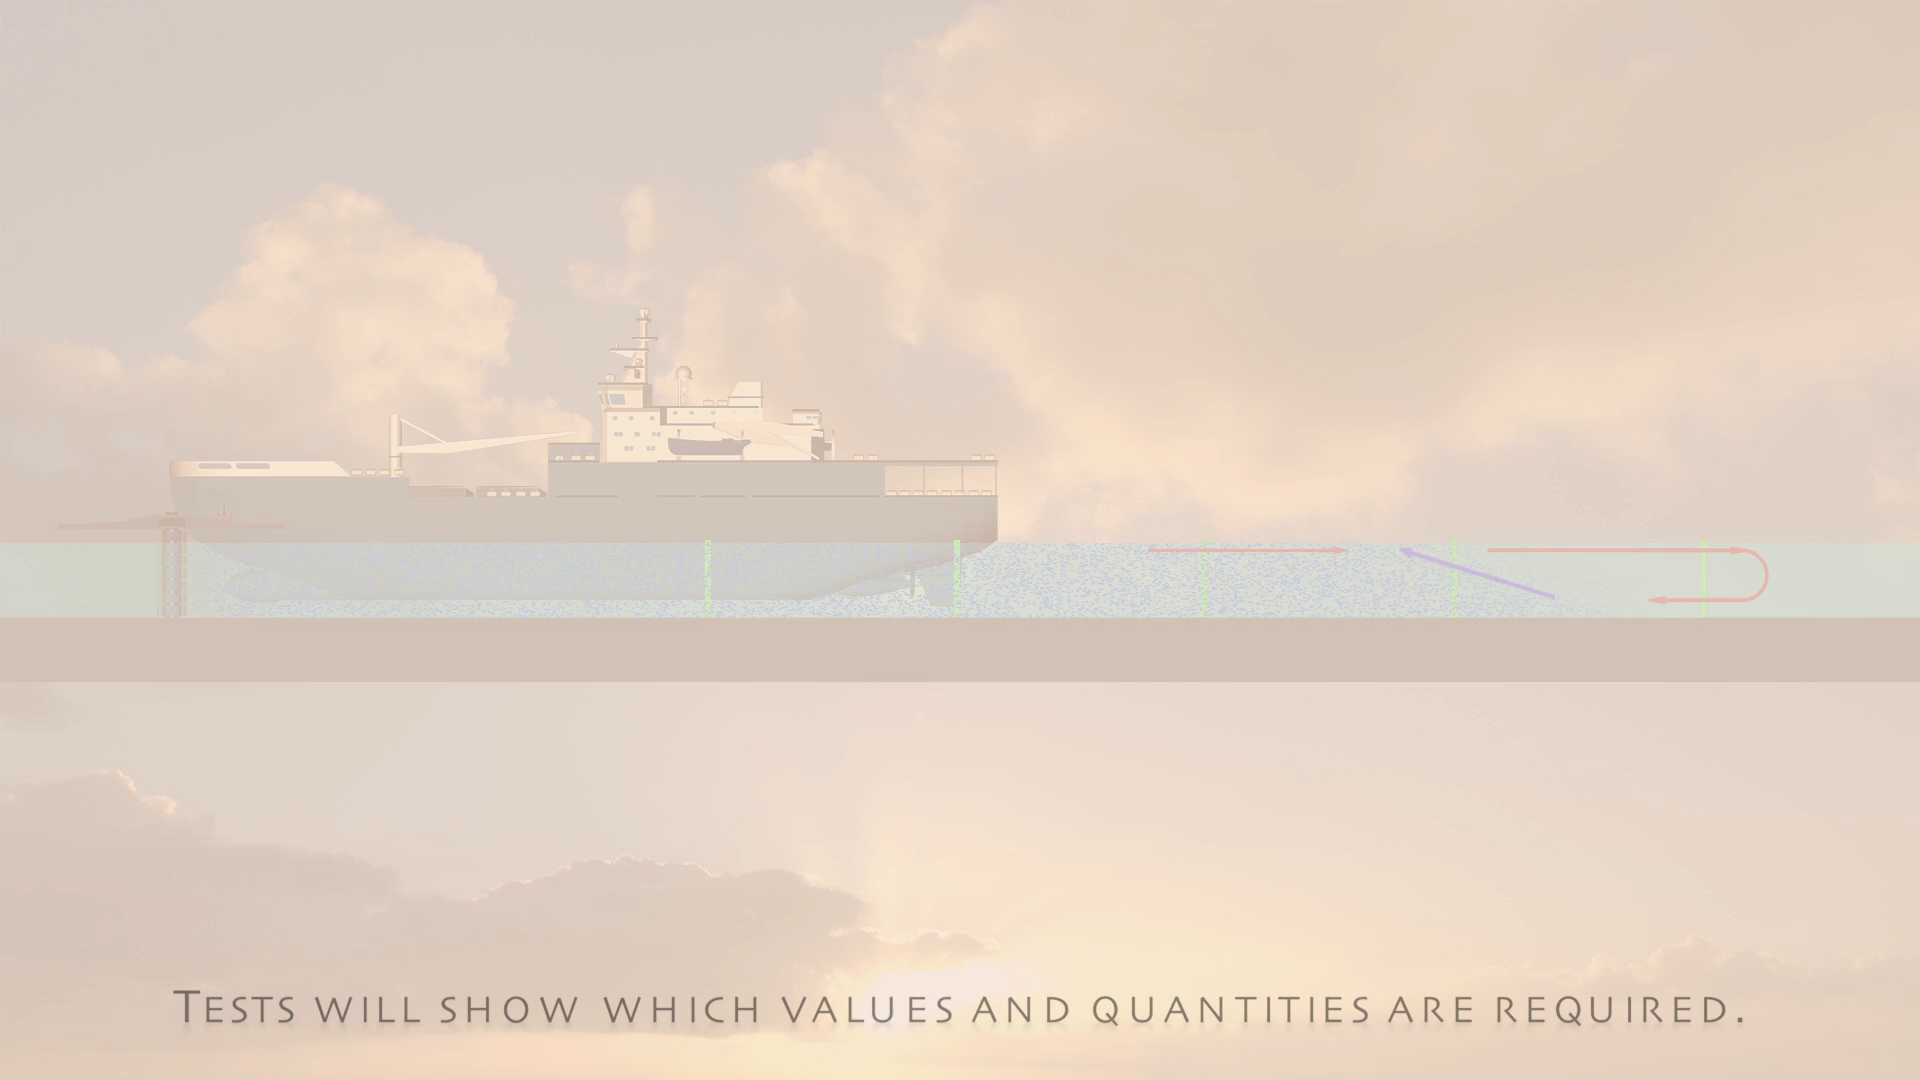 Tests will show which values and quantities are required.